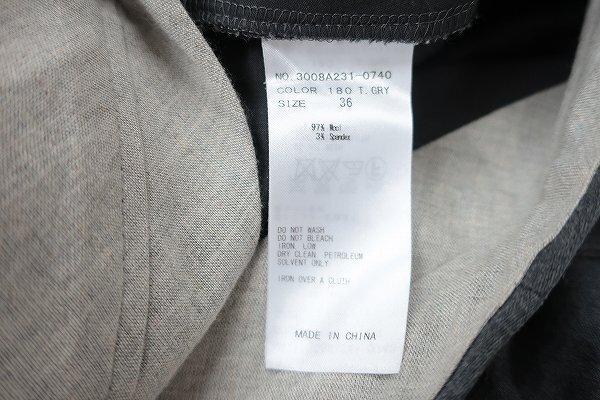 NO. 3008A231-0740
COLOR 180 T.GRY
SIZE 36
97% Wool
3% Spandex
DO NOT WASH
DO NOT BLEACH
IRON, LOW
DRY CLEAN, PETROLEUM
SOLVENT ONLY
IRON OVER A CLOTH
MADE IN CHINA